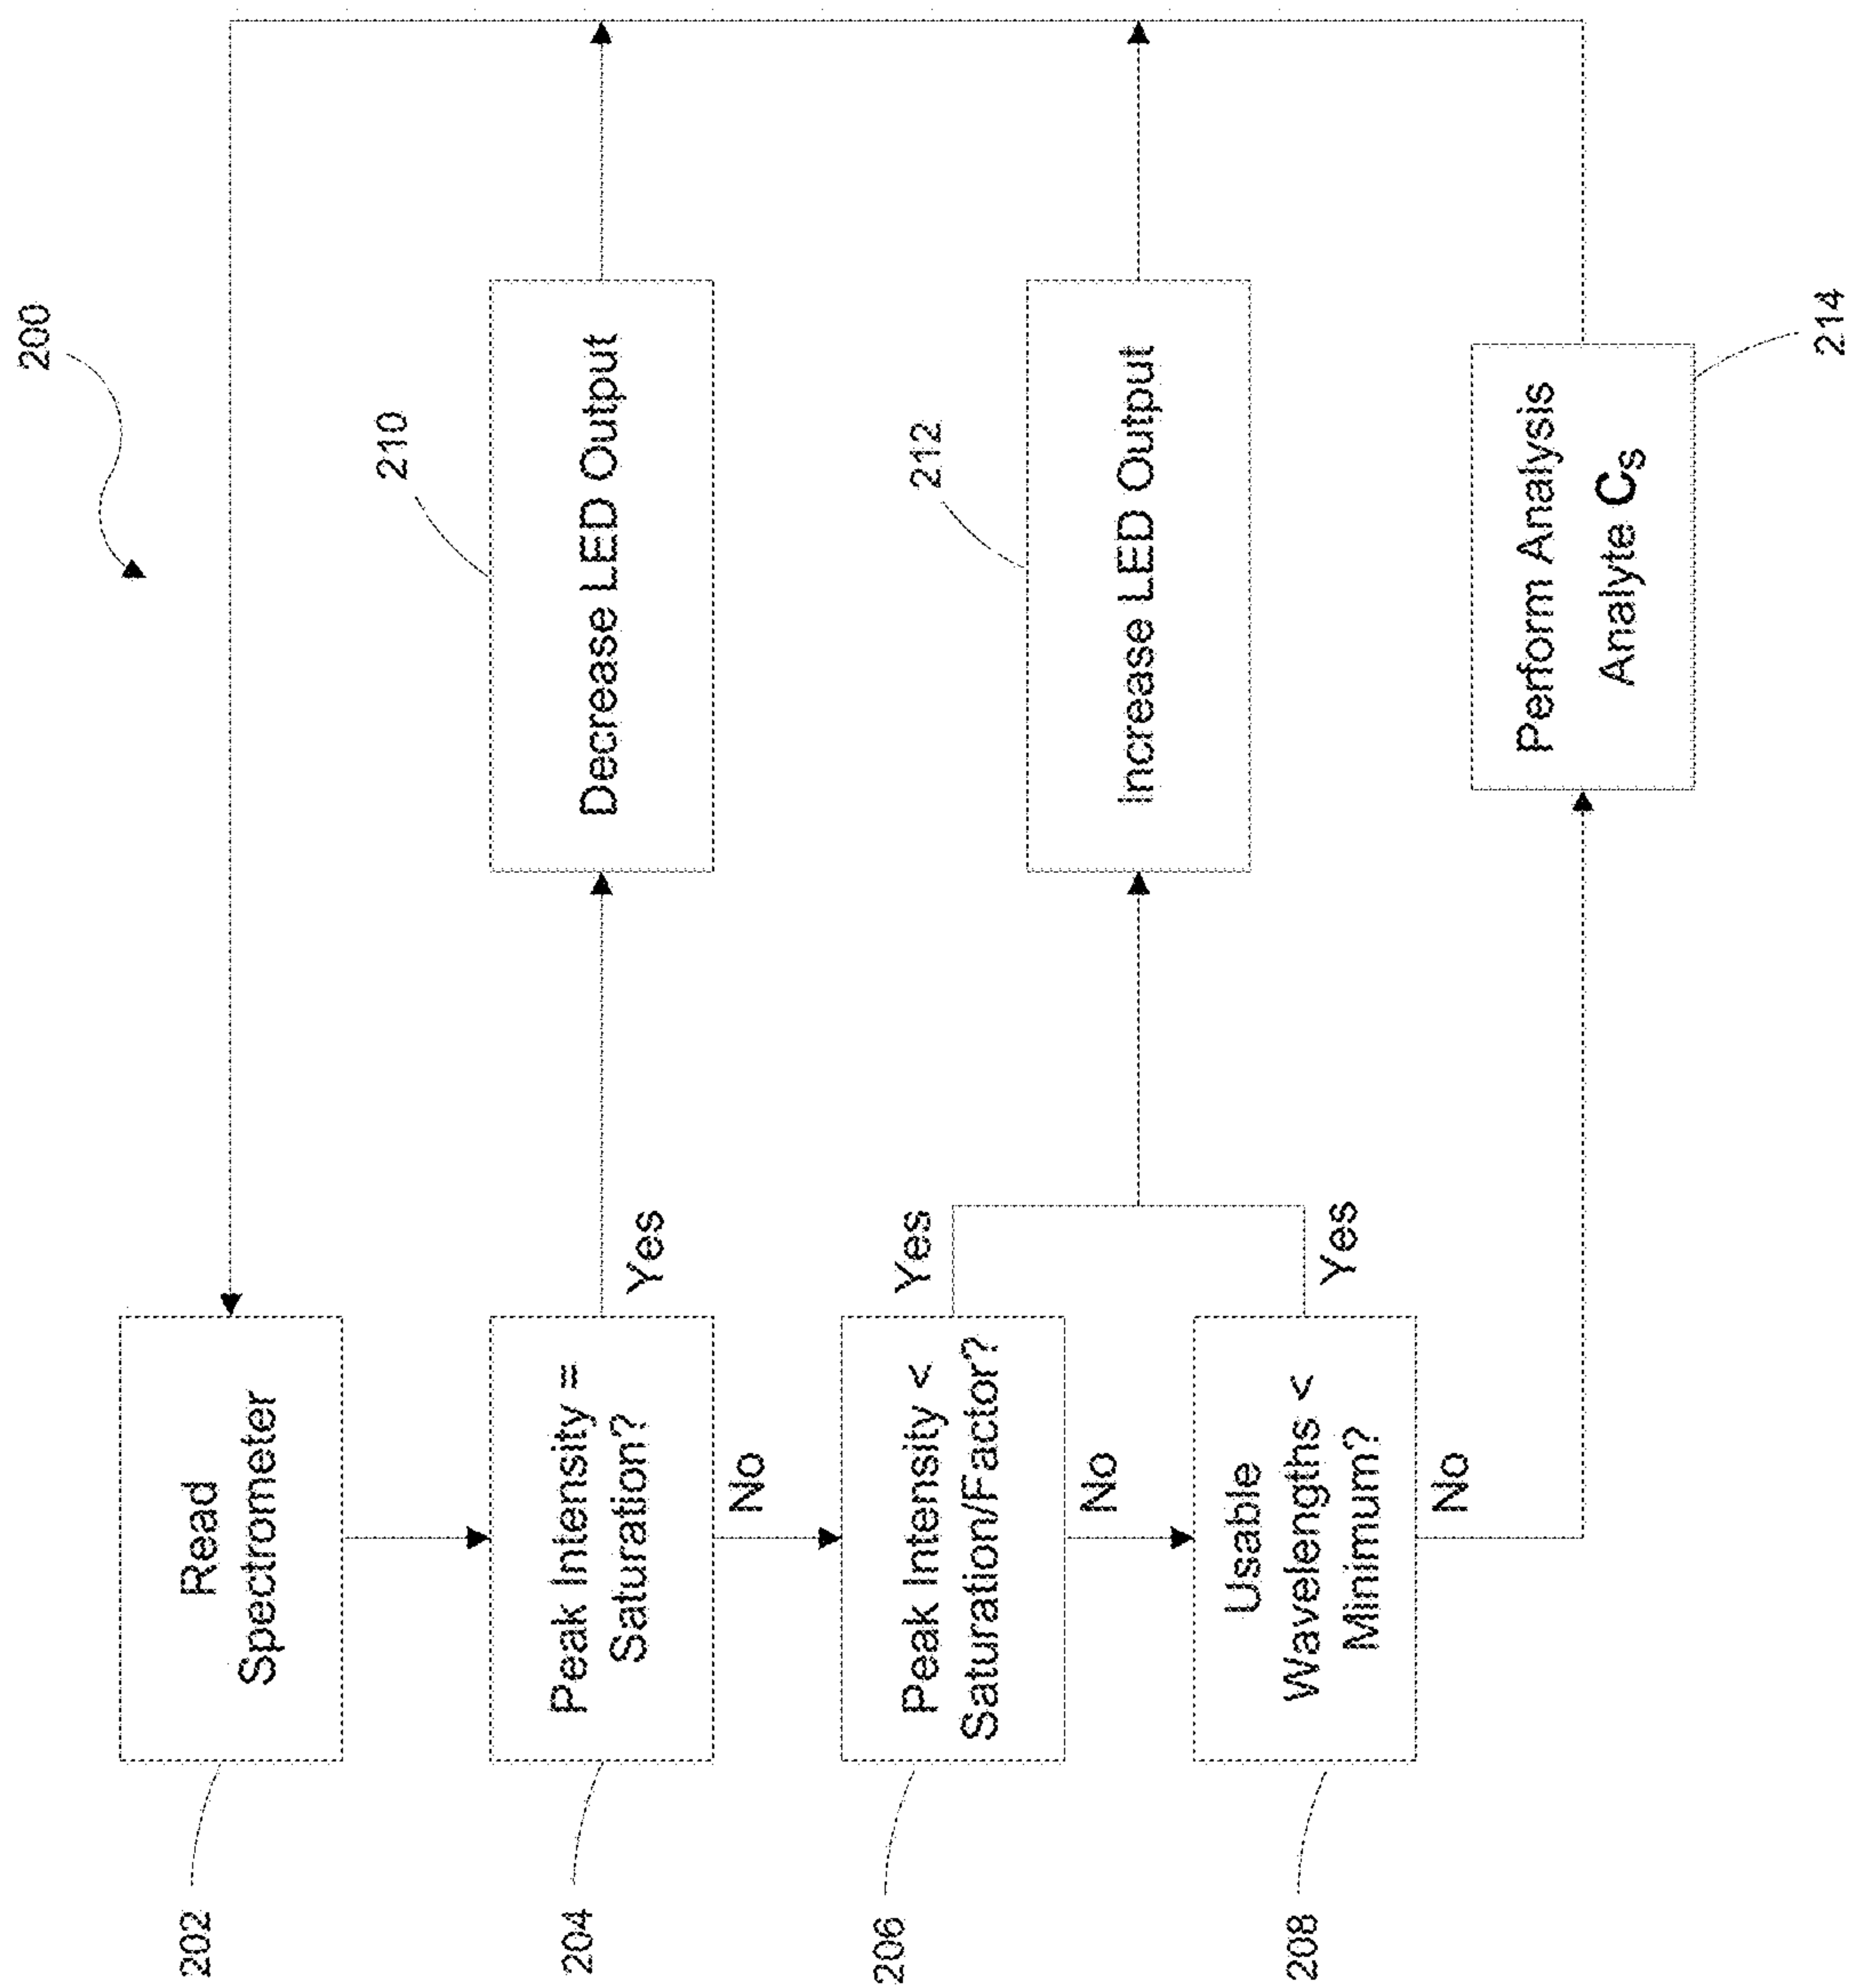 200
202
Read
Spectrometer
204
Peak Intensity =
Saturation?
Yes
No
210
Decrease LED Output
206
Peak Intensity <
Saturation/Factor?
Yes
No
212
Increase LED Output
208
Usable
Wavelengths <
Minimum?
Yes
No
Perform Analysis
Analyte Cs
214